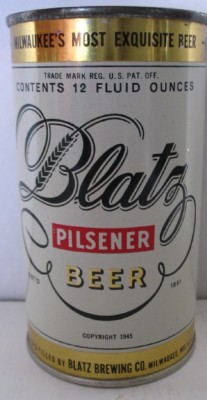 MILWAUKEE'S MOST EXQUISITE BEER
TRADE MARK REG. U.S. PAT. OFF.
CONTENTS 12 FLUID OUNCES
Blatz
PILSENER
BEER
COPYRIGHT 1945
FILLED BY BLATZ BREWING CO. MILWAUKEE,